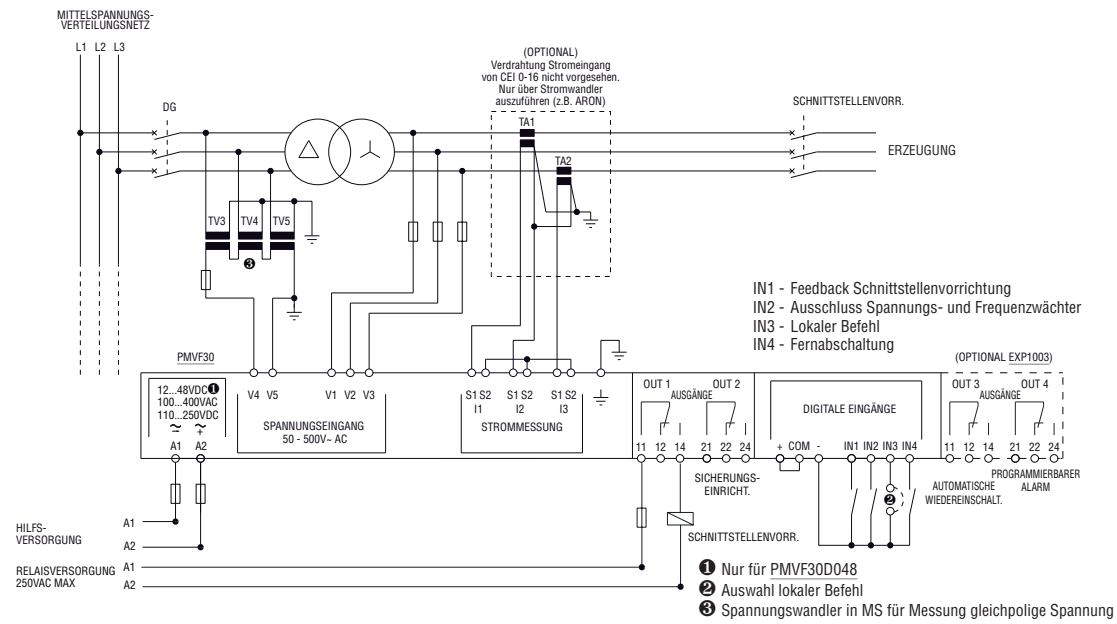 MITTELSPANNUNGS-
VERTEILUNGSNETZ
L1 L2 L3
DG
(OPTIONAL)
Verdrahtung Stromeingang
von CEI 0-16 nicht vorgesehen.
Nur über Stromwandler
auszuführen (z.B. ARON)
TA1
TA2
SCHNITTSTELLENVORR.
ERZEUGUNG
TV3 TV4 TV5
❸
IN1 - Feedback Schnittstellenvorrichtung
IN2 - Ausschluss Spannungs- und Frequenzwächter
IN3 - Lokaler Befehl
IN4 - Fernabschaltung
PMVF30
(OPTIONAL EXP1003)
12...48VDC❶
100...400VAC
110...250VDC
~ ~
− +
A1 A2
V4 V5 V1 V2 V3
SPANNUNGSEINGANG
50 - 500V~ AC
S1 S2 S1 S2 S1 S2
I1 I2 I3
STROMMESSUNG
OUT 1 OUT 2
AUSGÄNGE
11 12 14 21 22 24
DIGITALE EINGÄNGE
+ COM - IN1 IN2 IN3 IN4
OUT 3 OUT 4
AUSGÄNGE
11 12 14 21 22 24
SICHERUNGS-
EINRICHT.
❷
AUTOMATISCHE
WIEDEREINSCHALT.
PROGRAMMIERBARER
ALARM
HILFS-
VERSORGUNG
A1
A2
SCHNITTSTELLENVORR.
RELAISVERSORGUNG
250VAC MAX
A1
A2
❶ Nur für PMVF30D048
❷ Auswahl lokaler Befehl
❸ Spannungswandler in MS für Messung gleichpolige Spannung